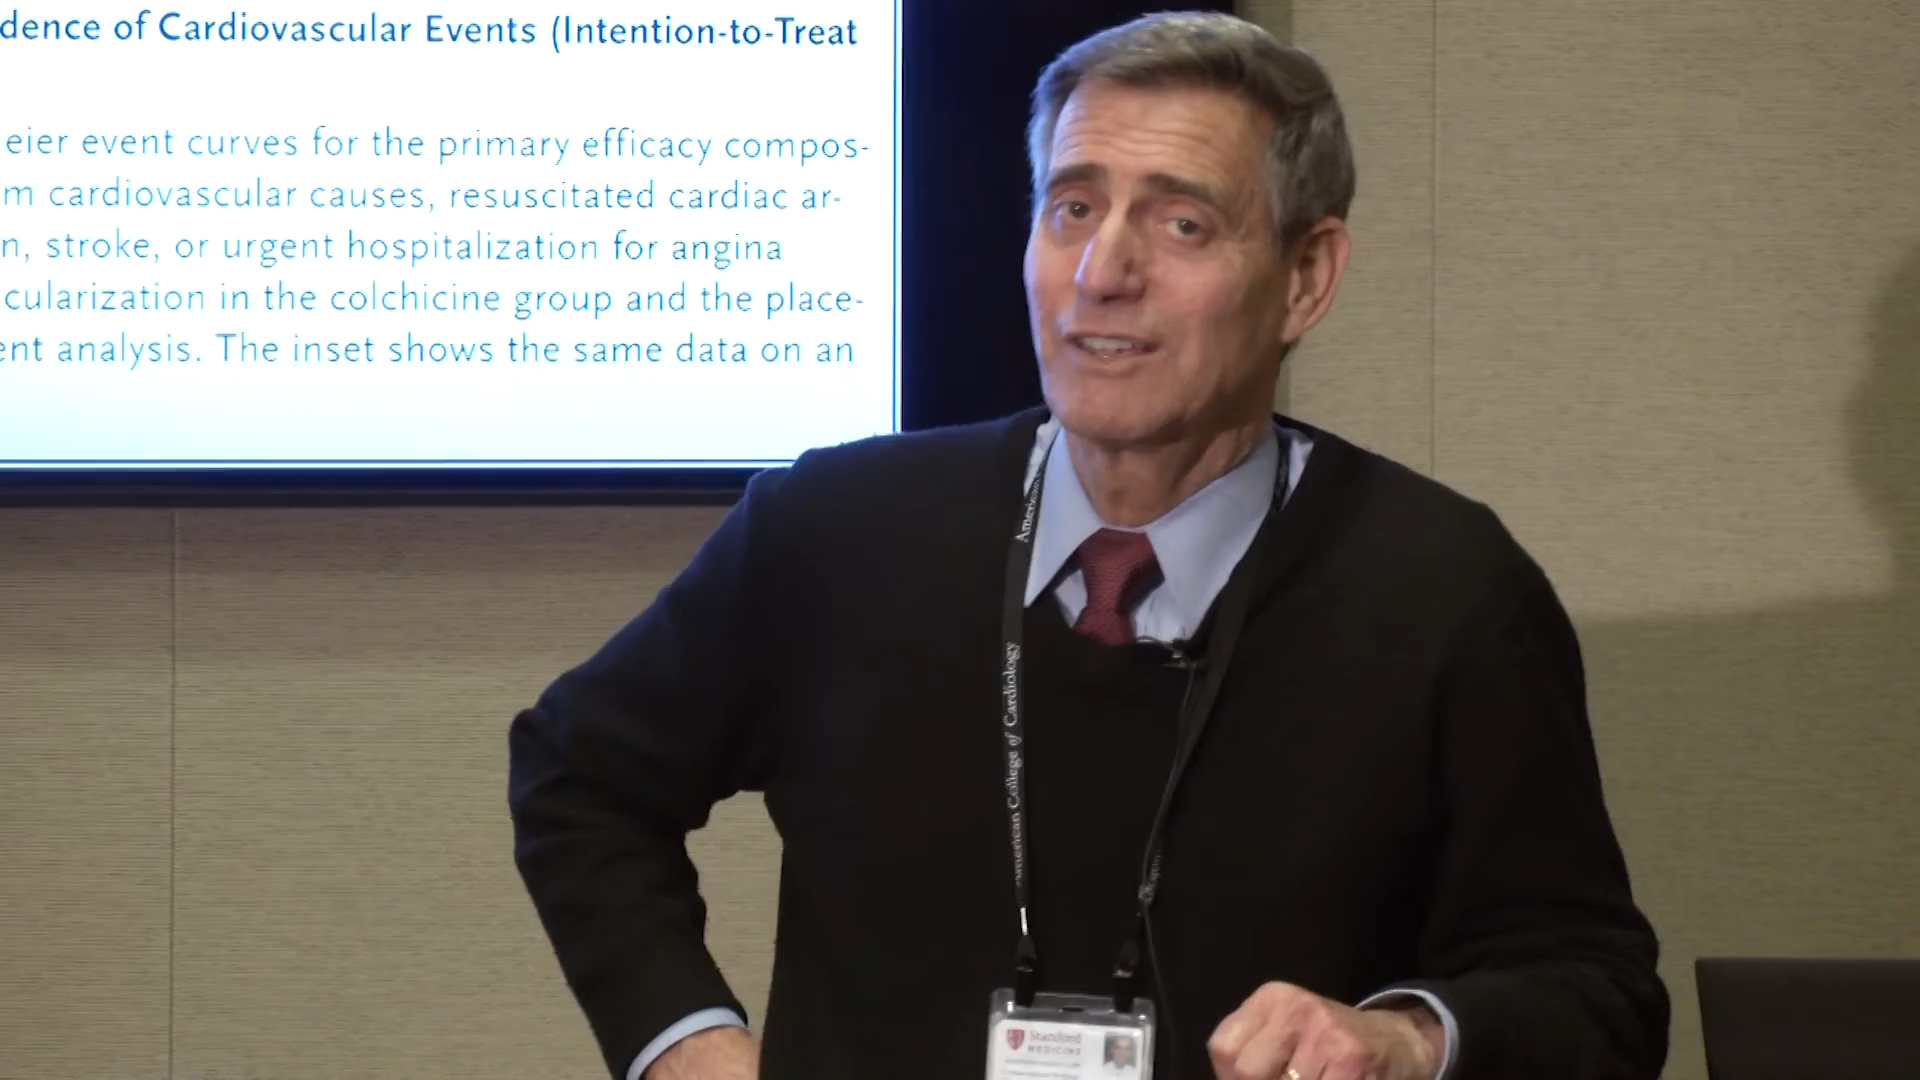 dence of Cardiovascular Events (Intention-to-Treat
eier event curves for the primary efficacy compos-
m cardiovascular causes, resuscitated cardiac ar-
n, stroke, or urgent hospitalization for angina
cularization in the colchicine group and the place-
ent analysis. The inset shows the same data on an
American
American College of Cardiology
Stanford
MEDICINE